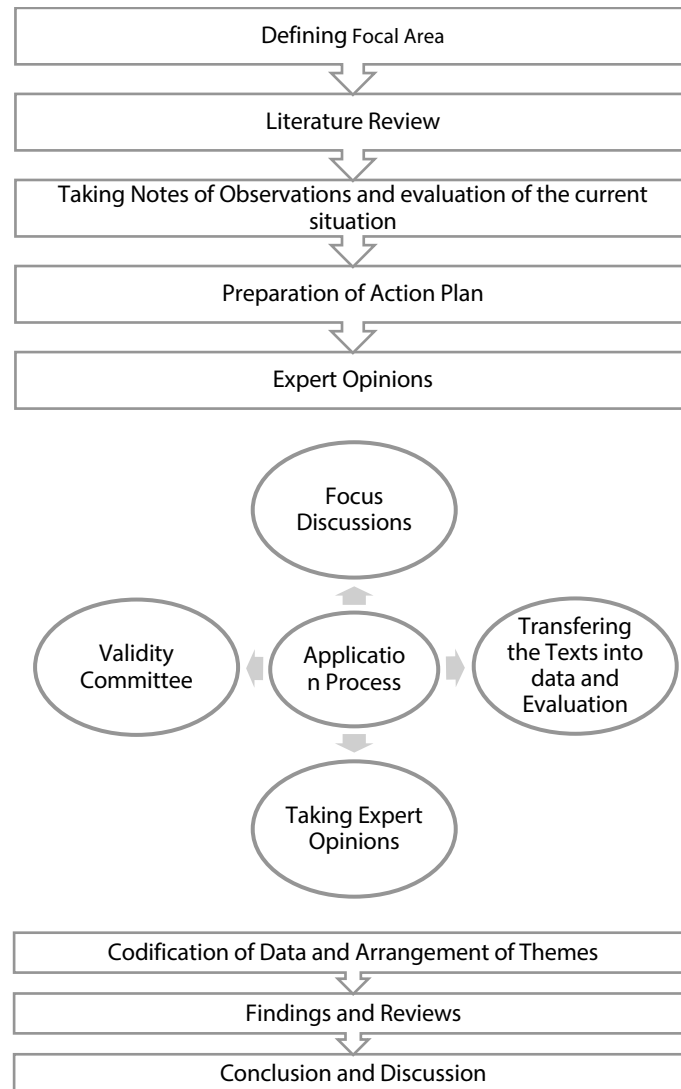 Defining Focal Area
Literature Review
Taking Notes of Observations and evaluation of the current
situation
Preparation of Action Plan
Expert Opinions
Focus
Discussions
Validity
Committee
Applicatio
n Process
Transfering
the Texts into
data and
Evaluation
Taking Expert
Opinions
Codification of Data and Arrangement of Themes
Findings and Reviews
Conclusion and Discussion